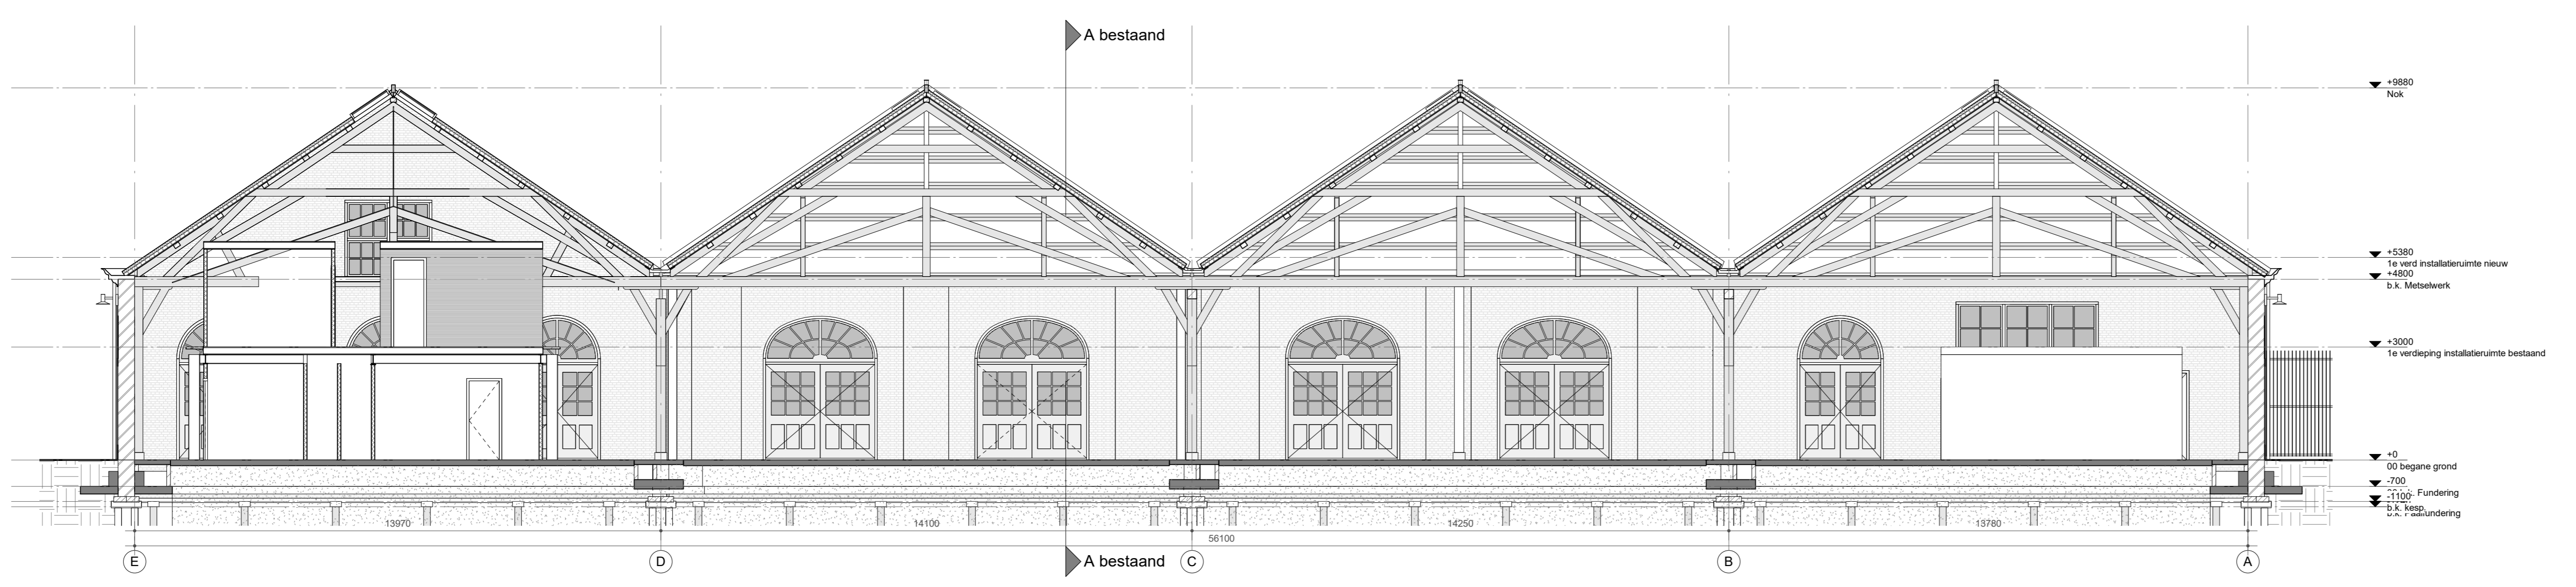 A bestaand
+9880
Nok
+5380
1e verd installatieruimte nieuw
+4800
b.k. Metselwerk
+3000
1e verdieping installatieruimte bestaand
+0
00 begane grond
-700
Fundering
-1100
b.k. kesp
13970
14100
14250
13780
56100
E
D
A bestaand
C
B
A